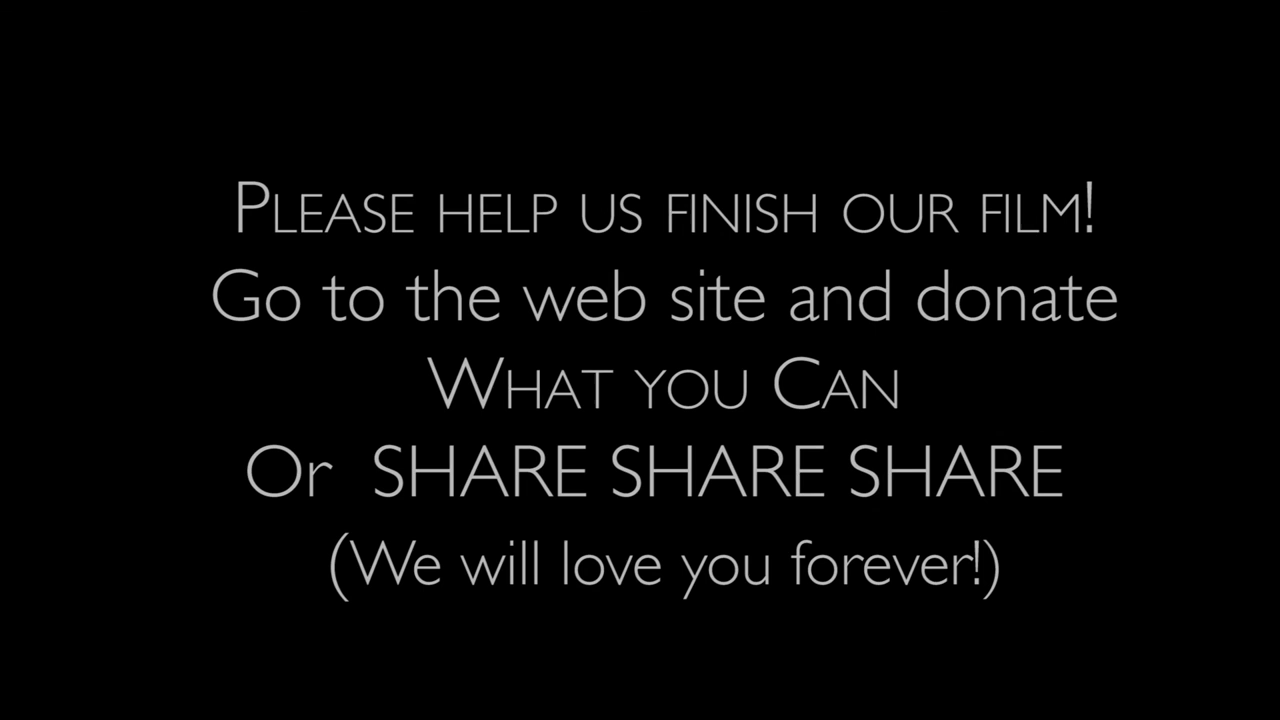 PLEASE HELP US FINISH OUR FILM!
Go to the web site and donate
WHAT YOU CAN
Or SHARE SHARE SHARE
(We will love you forever!)